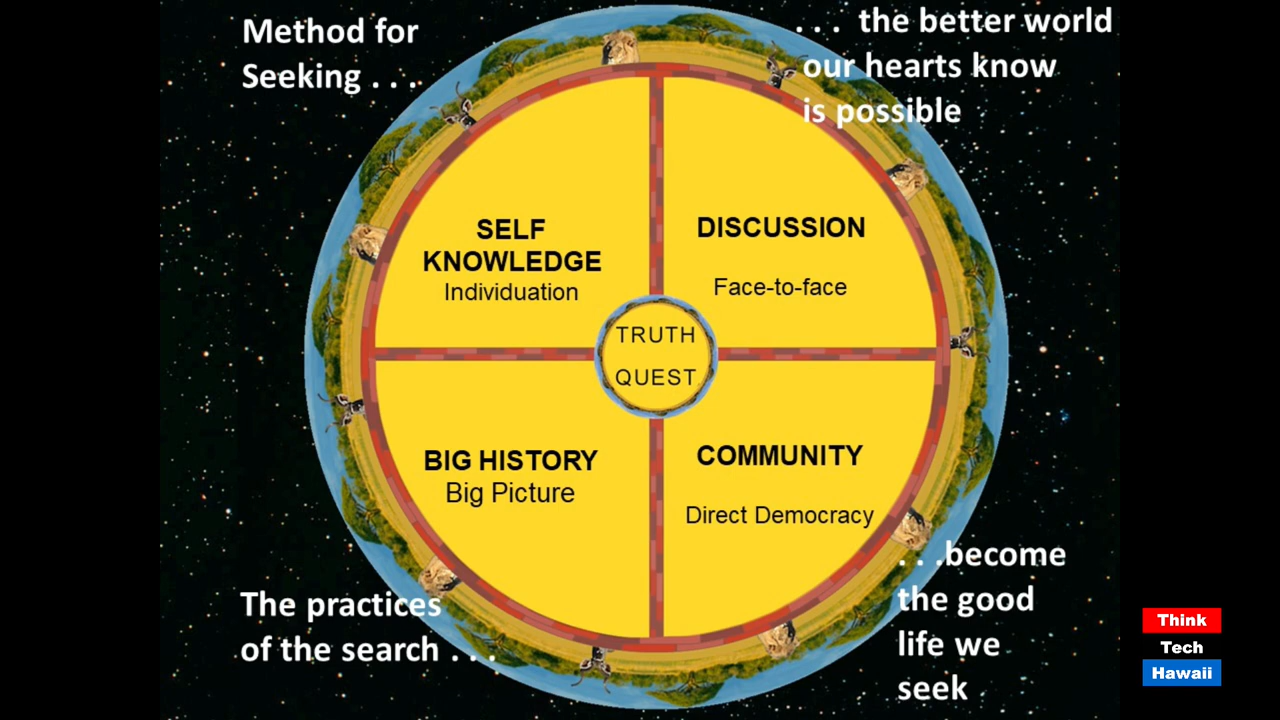 Method for
Seeking . . .
. . .  the better world
our hearts know
is possible
SELF
KNOWLEDGE
Individuation
DISCUSSION
Face-to-face
TRUTH
QUEST
BIG HISTORY
Big Picture
COMMUNITY
Direct Democracy
The practices
of the search . . .
. . .become
the good
life we
seek
Think
Tech
Hawaii